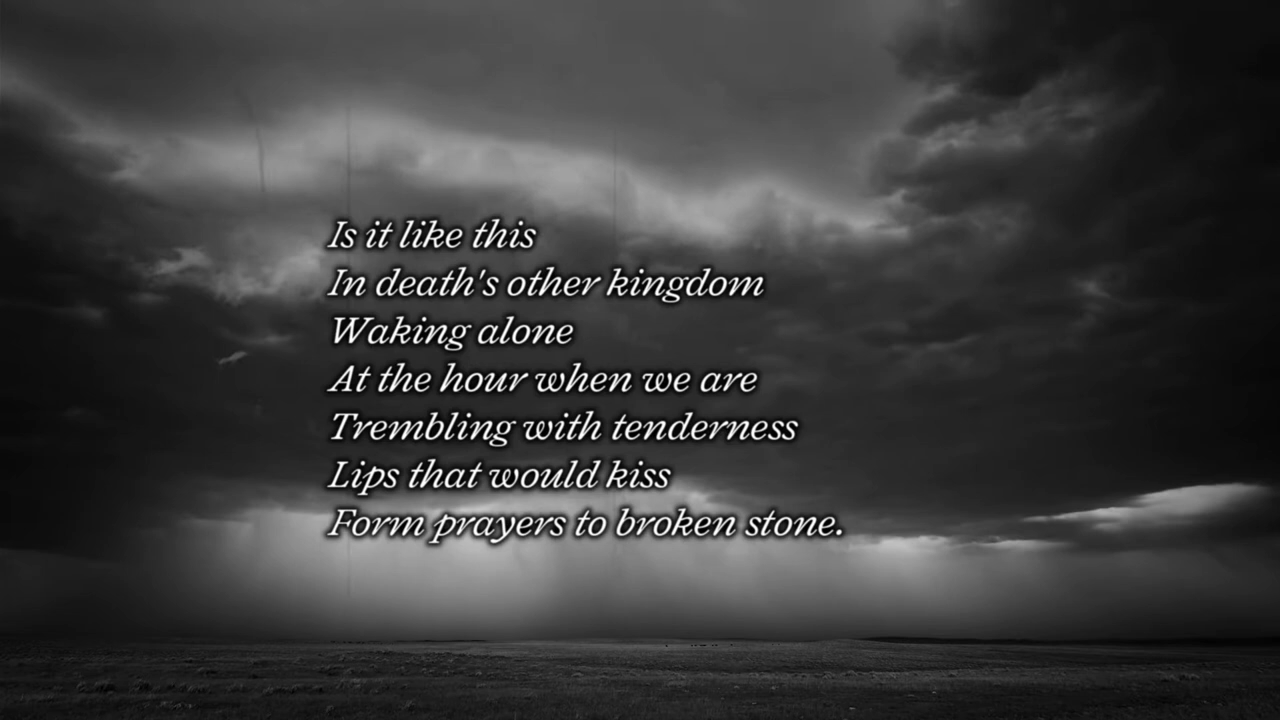 Is it like this
In death's other kingdom
Waking alone
At the hour when we are
Trembling with tenderness
Lips that would kiss
Form prayers to broken stone.